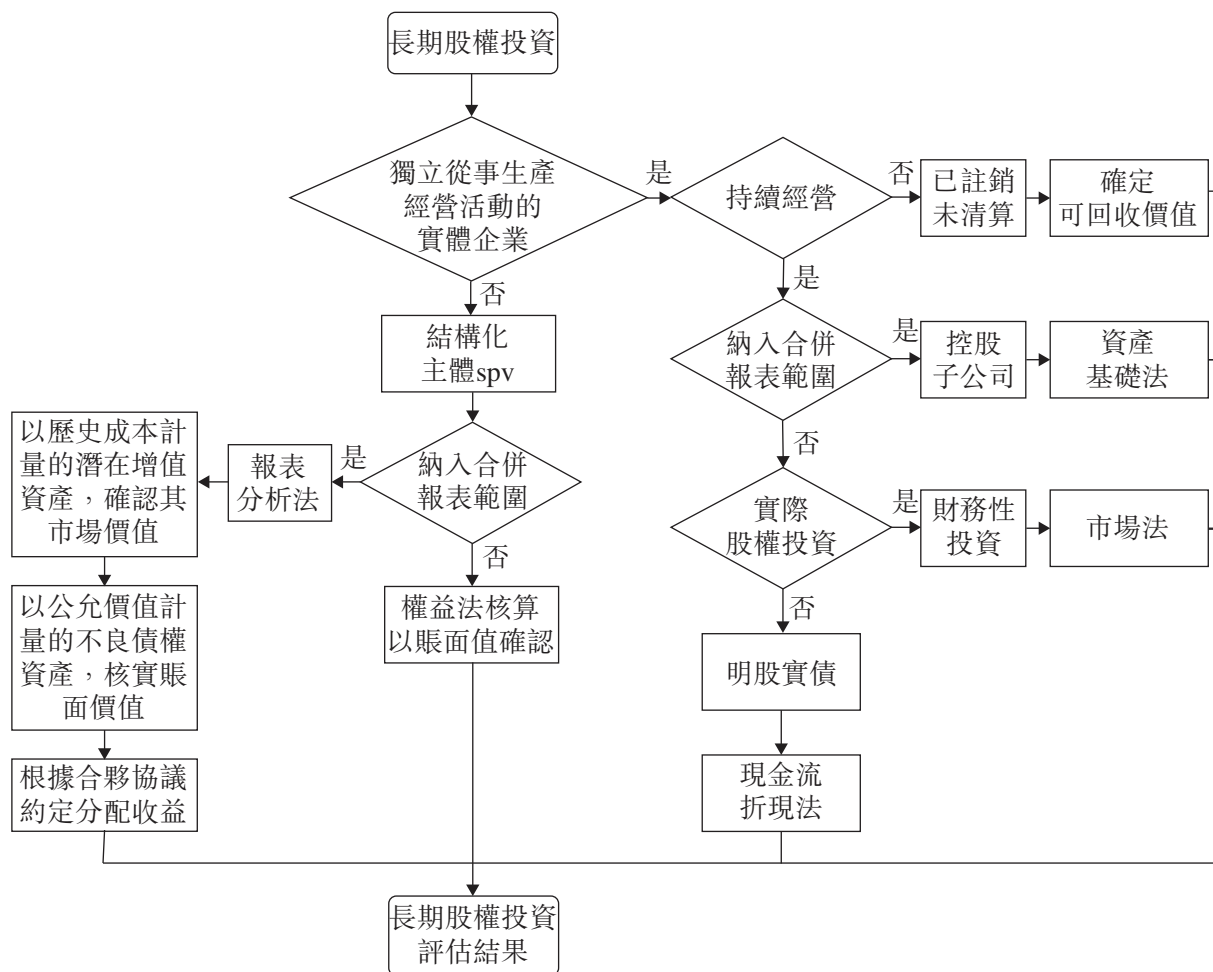 長期股權投資
獨立從事生產
經營活動的
實體企業
是
持續經營
否
已註銷
未清算
確定
可回收價值
否
是
結構化
主體spv
納入合併
報表範圍
是
控股
子公司
資產
基礎法
以歷史成本計
量的潛在增值
資產，確認其
市場價值
報表
分析法
是
納入合併
報表範圍
否
否
實際
股權投資
是
財務性
投資
市場法
以公允價值計
量的不良債權
資產，核實賬
面價值
權益法核算
以賬面值確認
否
明股實債
根據合夥協議
約定分配收益
現金流
折現法
長期股權投資
評估結果